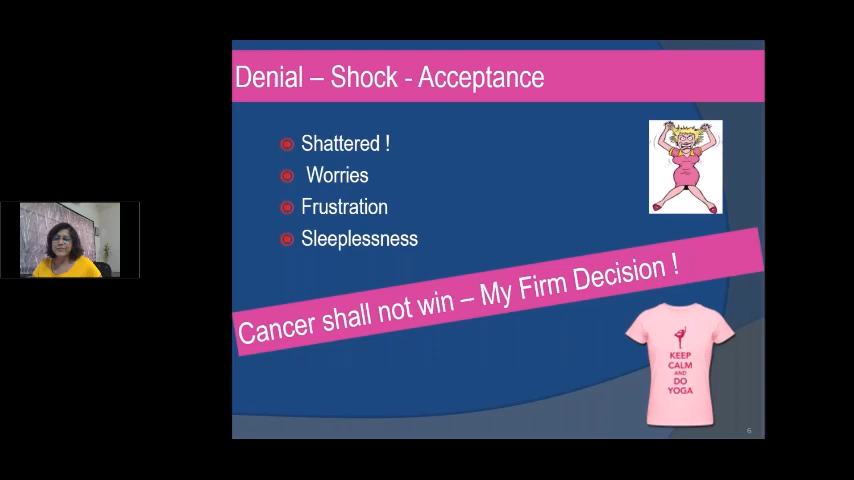 Denial – Shock - Acceptance
Shattered !
Worries
Frustration
Sleeplessness
Cancer shall not win – My Firm Decision !
KEEP
CALM
AND
DO
YOGA
6